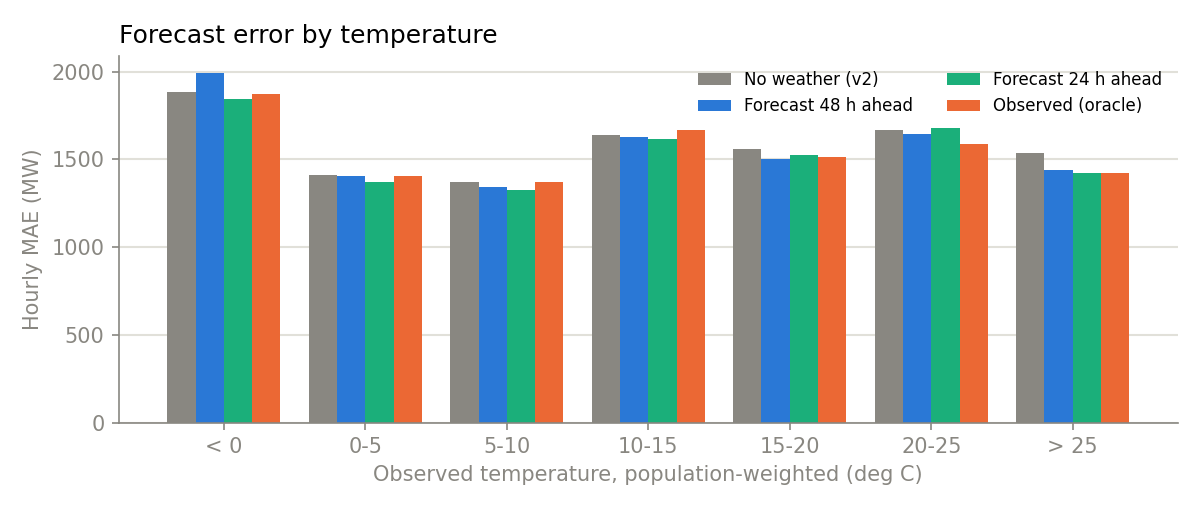 Forecast error by temperature
Hourly MAE (MW)
2000
1500
1000
500
0
No weather (v2)
Forecast 48 h ahead
Forecast 24 h ahead
Observed (oracle)
< 0
0-5
5-10
10-15
15-20
20-25
> 25
Observed temperature, population-weighted (deg C)